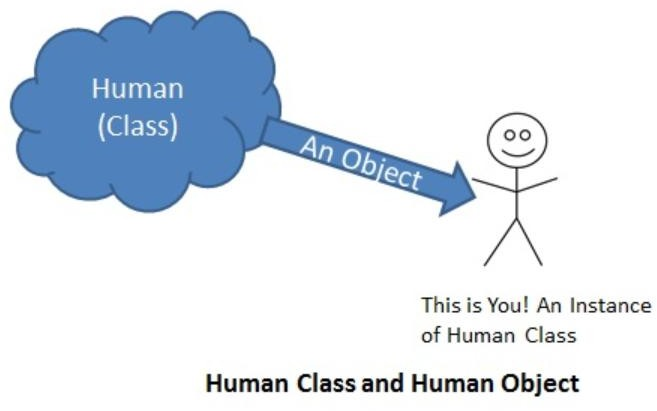 Human
(Class)
An Object
This is You! An Instance
of Human Class
Human Class and Human Object